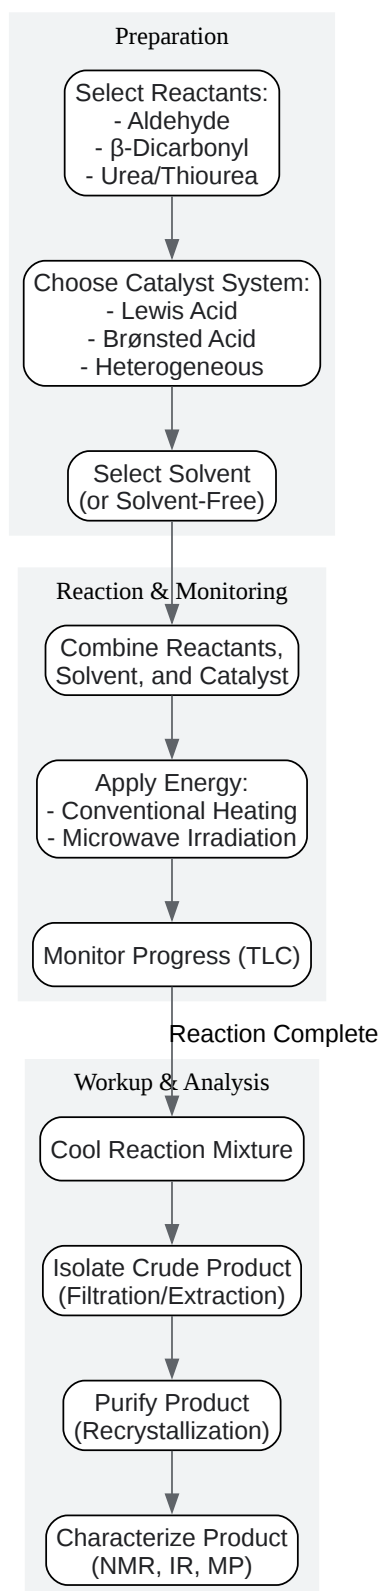 Preparation
Select Reactants:
- Aldehyde
- β-Dicarbonyl
- Urea/Thiourea
Choose Catalyst System:
- Lewis Acid
- Brønsted Acid
- Heterogeneous
Select Solvent
(or Solvent-Free)
Reaction & Monitoring
Combine Reactants,
Solvent, and Catalyst
Apply Energy:
- Conventional Heating
- Microwave Irradiation
Monitor Progress (TLC)
Reaction Complete
Workup & Analysis
Cool Reaction Mixture
Isolate Crude Product
(Filtration/Extraction)
Purify Product
(Recrystallization)
Characterize Product
(NMR, IR, MP)